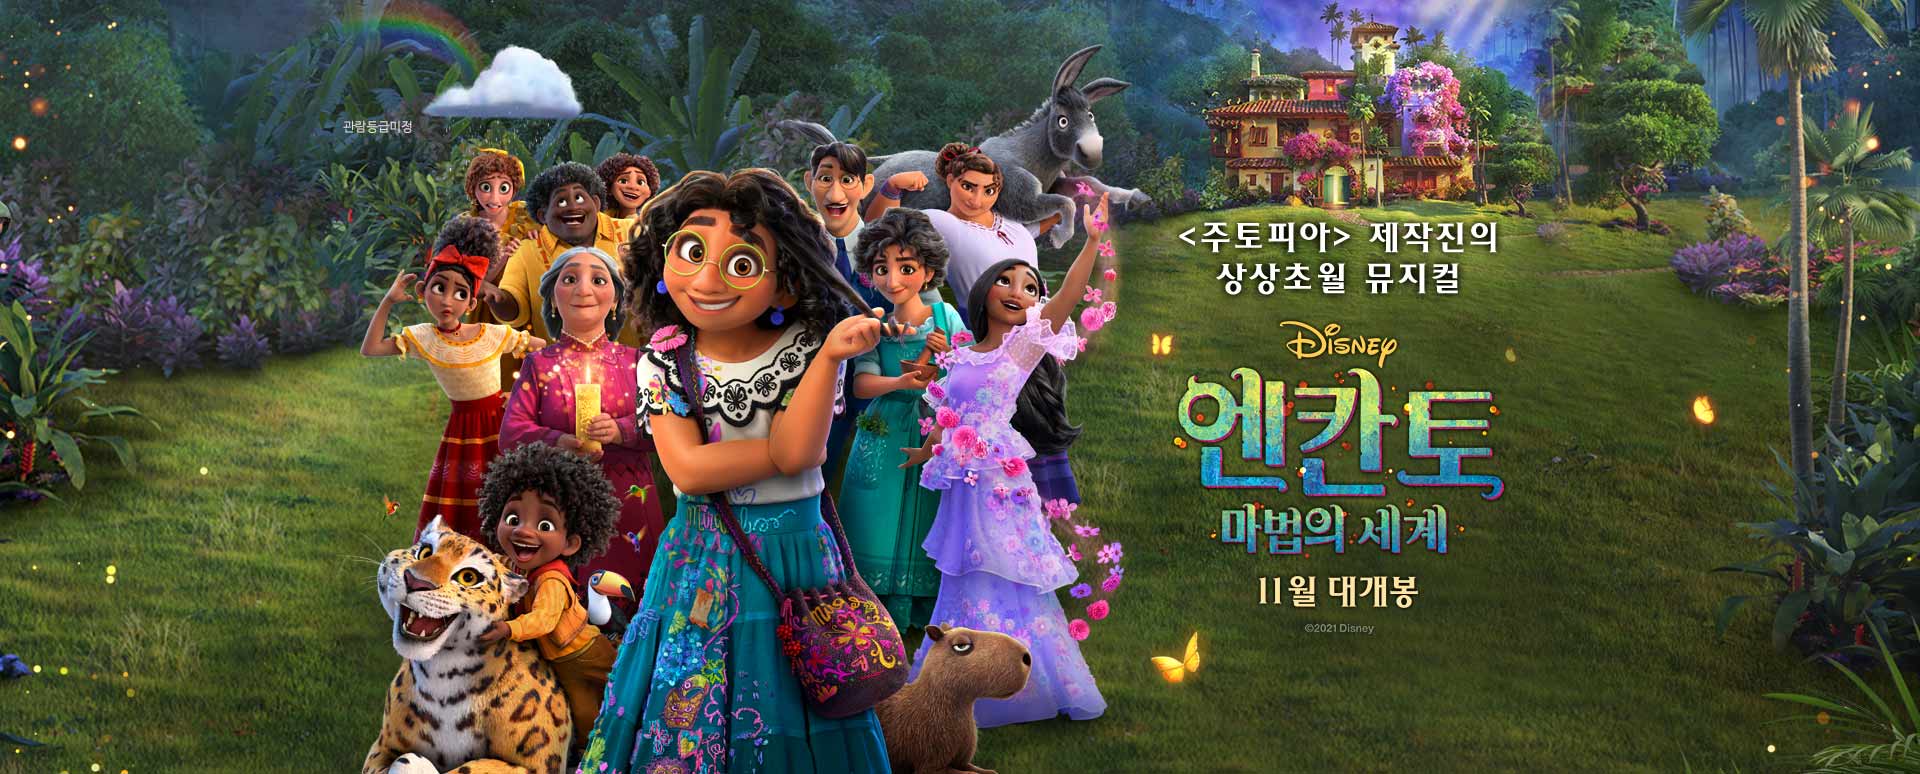 관람등급미정
<주토피아> 제작진의
상상초월 뮤지컬
Disney
엔칸토
마법의 세계
11월 대개봉
©2021 Disney